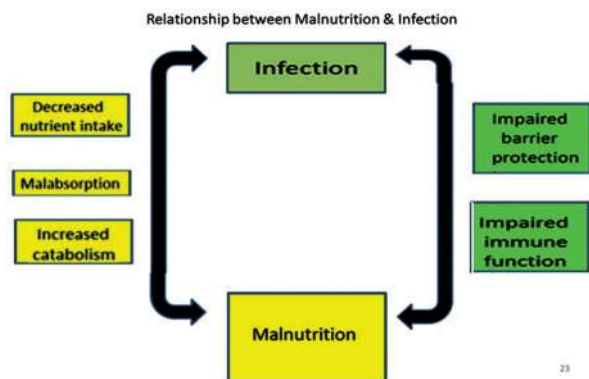 Relationship between Malnutrition & Infection
Infection
Decreased
nutrient intake
Malabsorption
Increased
catabolism
Impaired
barrier
protection
Impaired
immune
function
Malnutrition
23